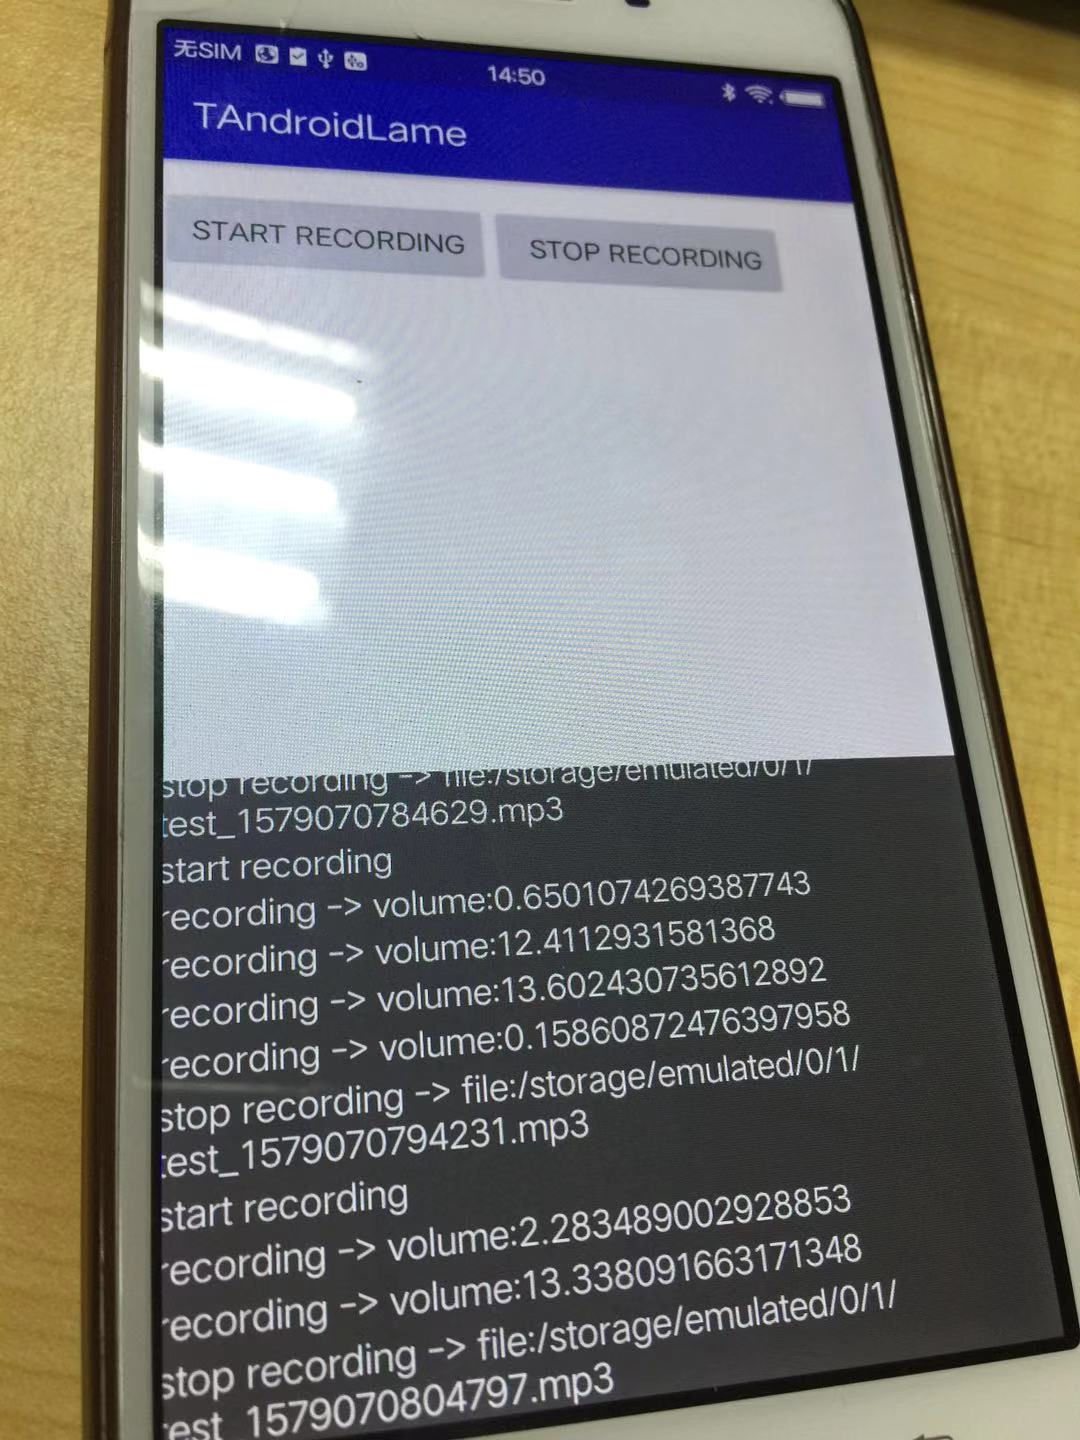 无SIM
14:50
TAndroidLame
START RECORDING
STOP RECORDING
stop recording -> file:/storage/emulated/0/1/
test_1579070784629.mp3
start recording
recording -> volume:0.6501074269387743
recording -> volume:12.4112931581368
recording -> volume:13.602430735612892
recording -> volume:0.15860872476397958
stop recording -> file:/storage/emulated/0/1/
test_1579070794231.mp3
start recording
recording -> volume:2.283489002928853
recording -> volume:13.338091663171348
stop recording -> file:/storage/emulated/0/1/
test_1579070804797.mp3